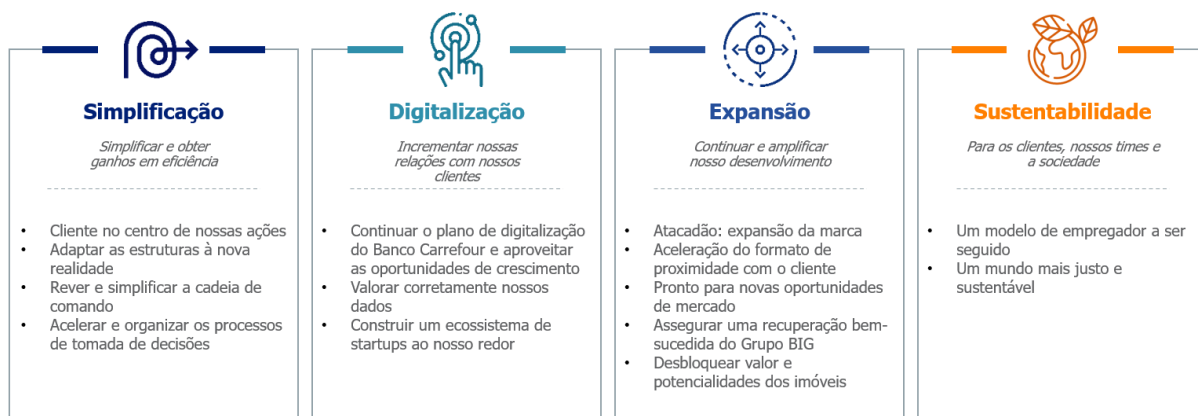 Simplificação
Simplificar e obter
ganhos em eficiência
• Cliente no centro de nossas ações
• Adaptar as estruturas à nova
realidade
• Rever e simplificar a cadeia de
comando
• Acelerar e organizar os processos
de tomada de decisões
Digitalização
Incrementar nossas
relações com nossos
clientes
• Continuar o plano de digitalização
do Banco Carrefour e aproveitar
as oportunidades de crescimento
• Valorar corretamente nossos
dados
• Construir um ecossistema de
startups ao nosso redor
Expansão
Continuar e amplificar
nosso desenvolvimento
• Atacadão: expansão da marca
• Aceleração do formato de
proximidade com o cliente
• Pronto para novas oportunidades
de mercado
• Assegurar uma recuperação bem-
sucedida do Grupo BIG
• Desbloquear valor e
potencialidades dos imóveis
Sustentabilidade
Para os clientes, nossos times e
a sociedade
• Um modelo de empregador a ser
seguido
• Um mundo mais justo e
sustentável